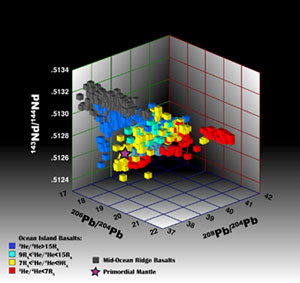 .5134
.5132
.5130
.5128
.5126
.5124
¹⁴³Nd/¹⁴⁴Nd
17
18
19
20
21
22
²⁰⁶Pb/²⁰⁴Pb
37
38
39
40
41
42
²⁰⁸Pb/²⁰⁴Pb
Ocean Island Basalts:
³He/⁴He>15Rₐ
9Rₐ<³He/⁴He<15Rₐ
7Rₐ<³He/⁴He<9Rₐ
³He/⁴He<7Rₐ
Mid-Ocean Ridge Basalts
Primordial Mantle